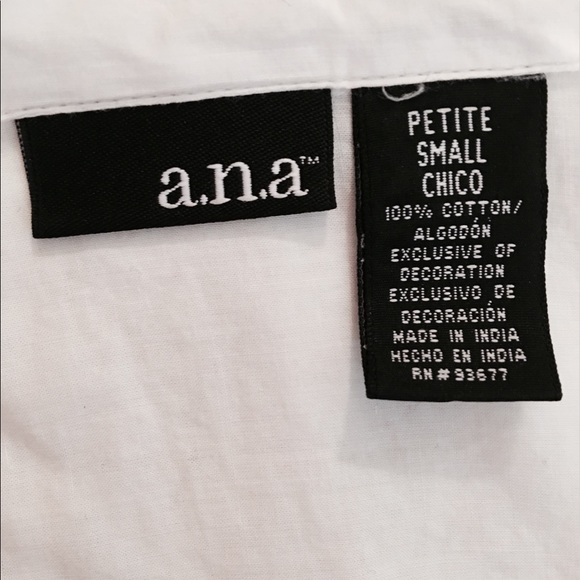 a.n.a™
PETITE
SMALL
CHICO
100% COTTON/
ALGODÓN
EXCLUSIVE OF
DECORATION
EXCLUSIVO DE
DECORACIÓN
MADE IN INDIA
HECHO EN INDIA
RN#93677